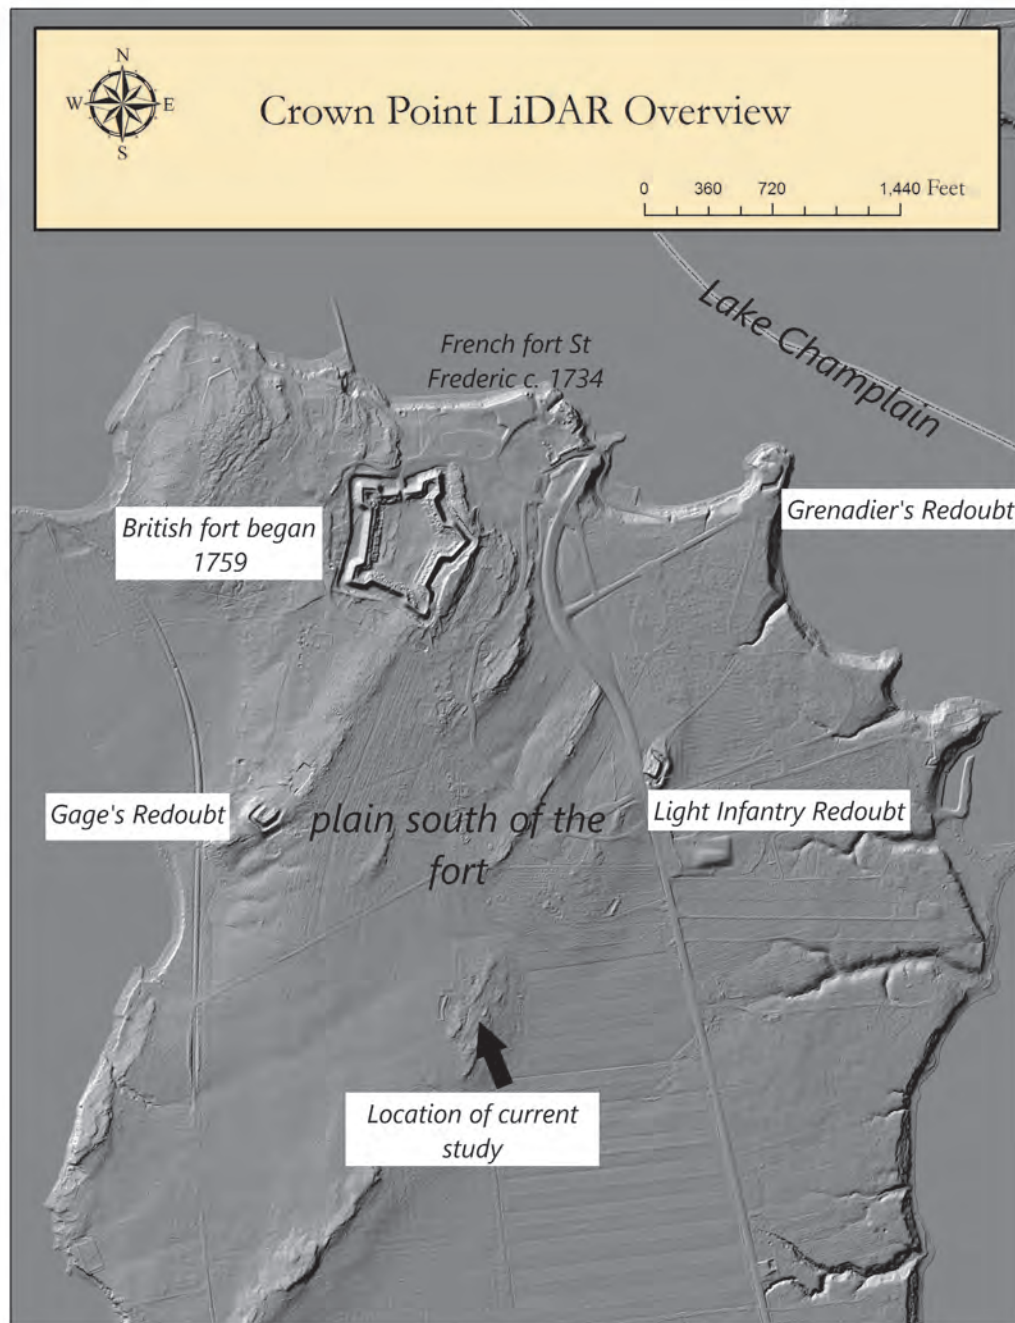 N
W E
S
Crown Point LiDAR Overview
0 360 720 1,440 Feet
Lake Champlain
French fort St
Frederic c. 1734
Grenadier's Redoubt
British fort began
1759
Gage's Redoubt
plain south of the
fort
Light Infantry Redoubt
Location of current
study